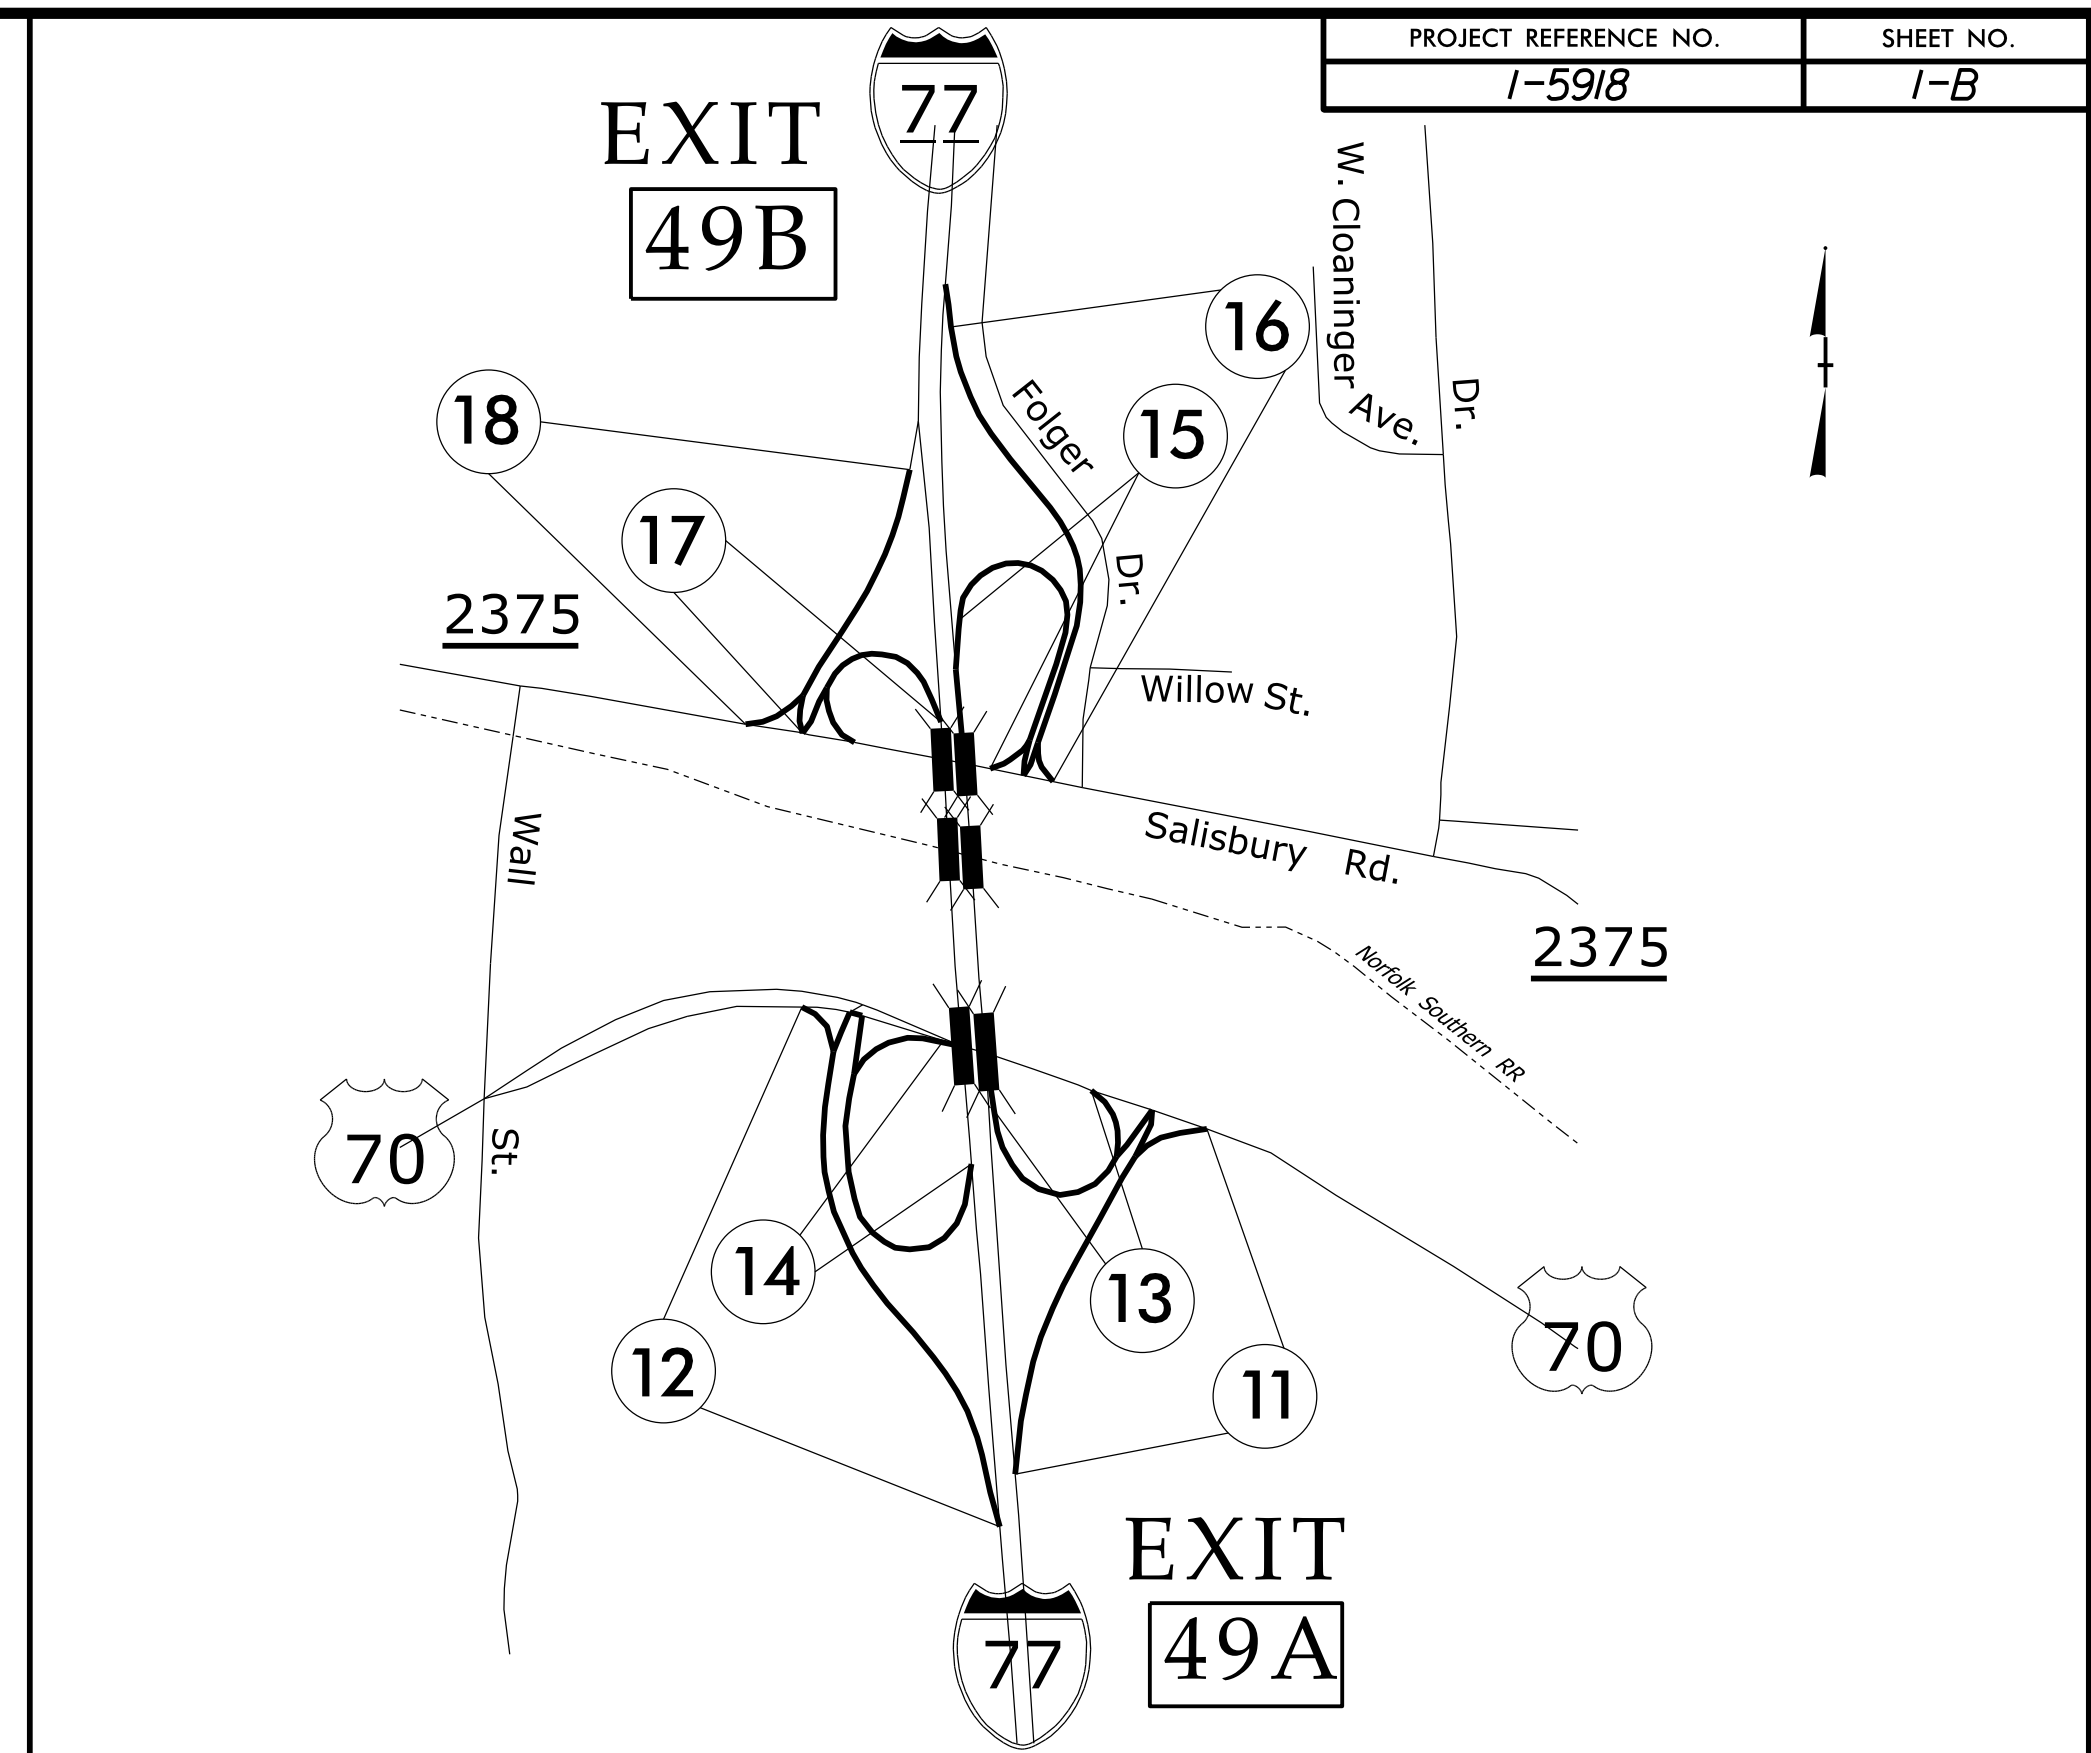 PROJECT REFERENCE NO. SHEET NO.
I-5918 1-B
77
EXIT
49B
W. Cloaninger Ave.
Dr.
16
15
18
17
Folger Dr.
2375
Willow St.
Salisbury Rd.
Wall St.
2375
Norfolk Southern RR
70
14
13
12
11
70
EXIT
49A
77